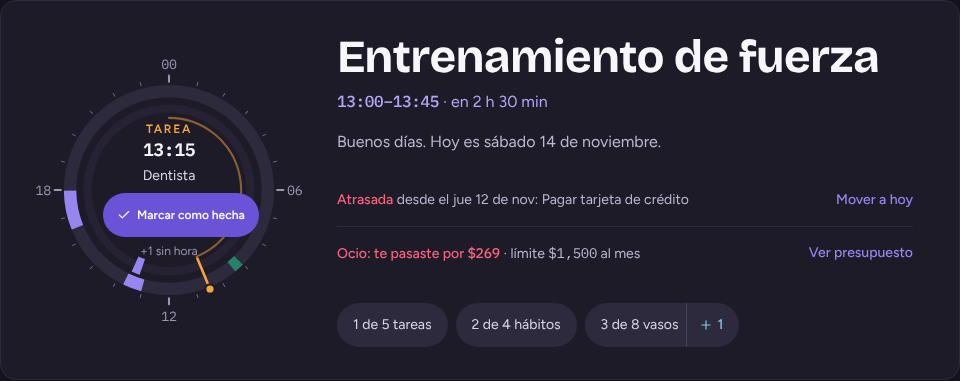 00
06
12
18
TAREA
13:15
Dentista
Marcar como hecha
+1 sin hora
Entrenamiento de fuerza
13:00–13:45 · en 2 h 30 min
Buenos días. Hoy es sábado 14 de noviembre.
Atrasada desde el jue 12 de nov: Pagar tarjeta de crédito
Mover a hoy
Ocio: te pasaste por $269 · límite $1,500 al mes
Ver presupuesto
1 de 5 tareas
2 de 4 hábitos
3 de 8 vasos
+ 1